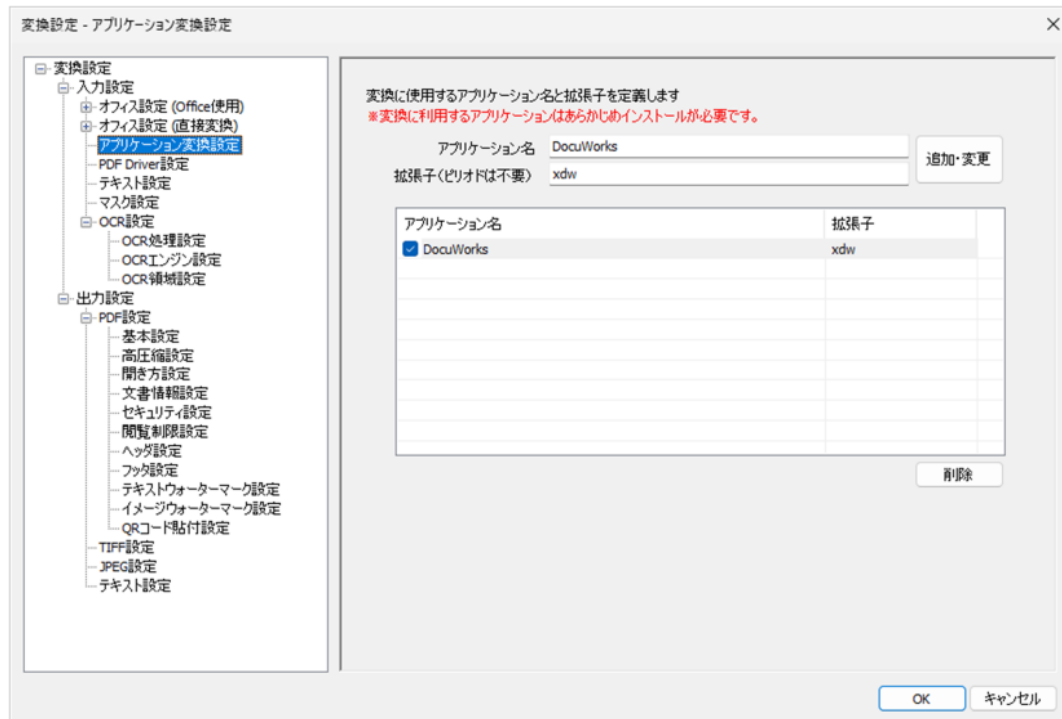 変換設定 - アプリケーション変換設定
変換設定
入力設定
オフィス設定 (Office使用)
オフィス設定 (直接変換)
アプリケーション変換設定
PDF Driver設定
テキスト設定
マスク設定
OCR設定
OCR処理設定
OCRエンジン設定
OCR領域設定
出力設定
PDF設定
基本設定
高圧縮設定
開き方設定
文書情報設定
セキュリティ設定
閲覧制限設定
ヘッダ設定
フッタ設定
テキストウォーターマーク設定
イメージウォーターマーク設定
QRコード貼付設定
TIFF設定
JPEG設定
テキスト設定
変換に使用するアプリケーション名と拡張子を定義します
※変換に利用するアプリケーションはあらかじめインストールが必要です。
アプリケーション名 DocuWorks
拡張子(ピリオドは不要) xdw
追加・変更
アプリケーション名 拡張子
DocuWorks xdw
削除
OK キャンセル